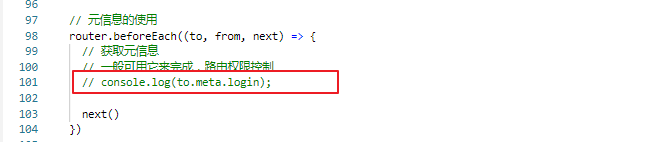 96
97 // 元信息的使用
98 router.beforeEach((to, from, next) => {
99 // 获取元信息
100 // 一般可用它来完成，路由权限控制
101 // console.log(to.meta.login);
102
103 next()
104 })